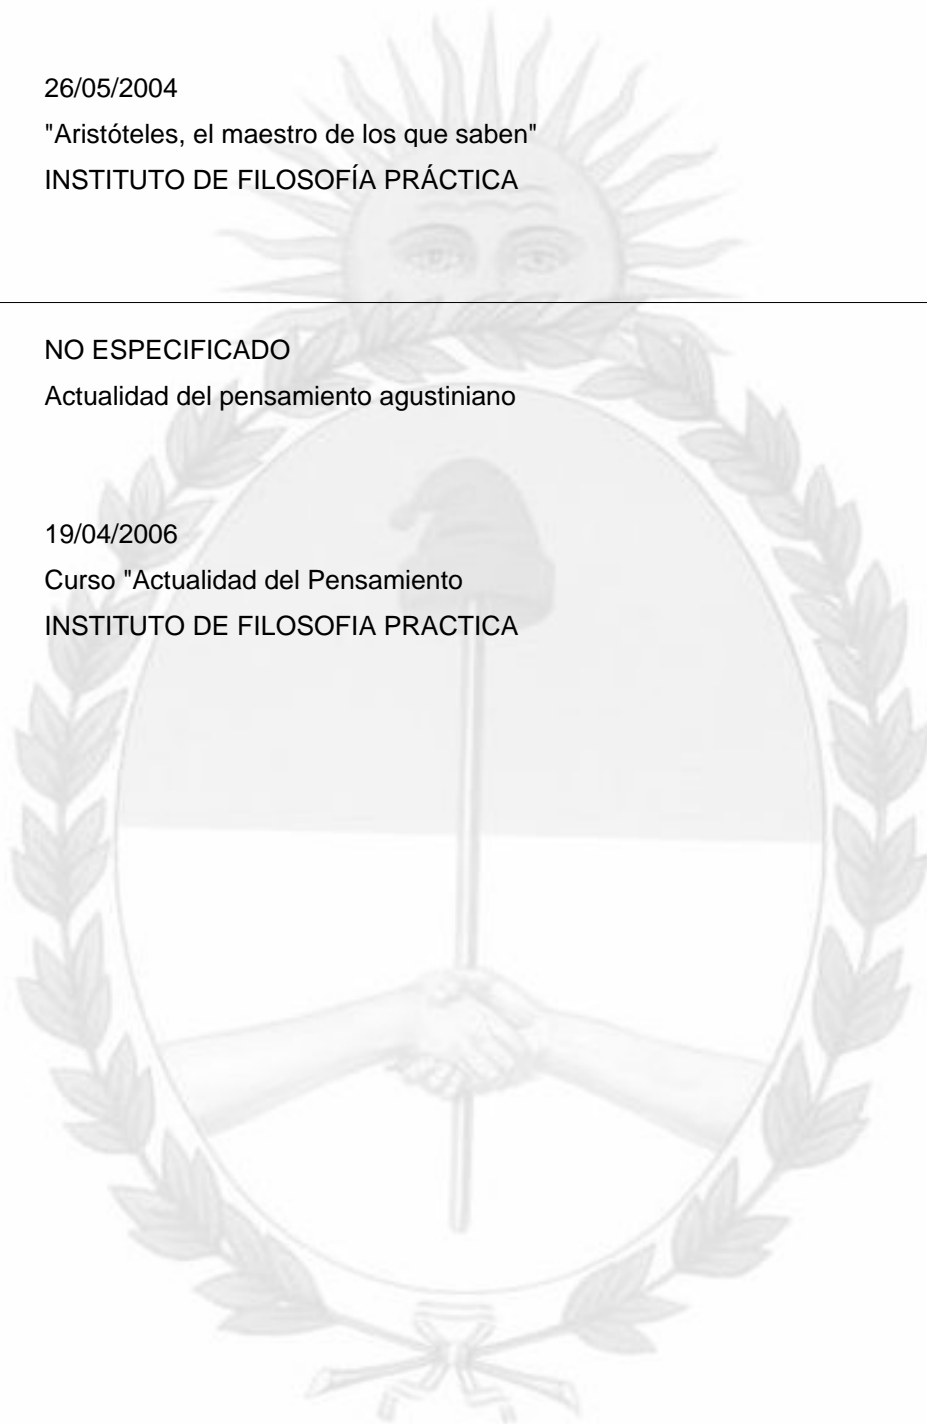 26/05/2004
"Aristóteles, el maestro de los que saben"
INSTITUTO DE FILOSOFÍA PRÁCTICA
NO ESPECIFICADO
Actualidad del pensamiento agustiniano
19/04/2006
Curso "Actualidad del Pensamiento
INSTITUTO DE FILOSOFIA PRACTICA